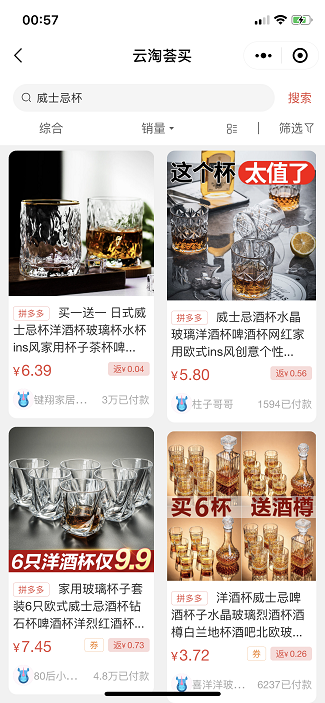 00:57
云淘荟买
威士忌杯
搜索
综合
销量
筛选
拼多多 买一送一 日式威
士忌杯洋酒杯玻璃杯水杯
ins风家用杯子茶杯啤...
¥6.39
返¥ 0.04
键翔家居...
3万已付款
这个杯 太值了
拼多多 威士忌酒杯水晶
玻璃洋酒杯啤酒杯网红家
用欧式ins风创意个性...
¥5.80
返¥ 0.56
柱子哥哥
1594已付款
6只洋酒杯仅9.9
拼多多 家用玻璃杯子套
装6只欧式威士忌酒杯钻
石杯啤酒杯洋烈红酒杯...
¥7.45
券
返¥ 0.73
80后小...
4.8万已付款
买6杯 送酒樽
拼多多 洋酒杯威士忌啤
酒杯子水晶玻璃烈酒杯酒
樽白兰地杯酒吧北欧玻...
¥3.72
券
返¥ 0.26
喜洋洋玻...
6237已付款